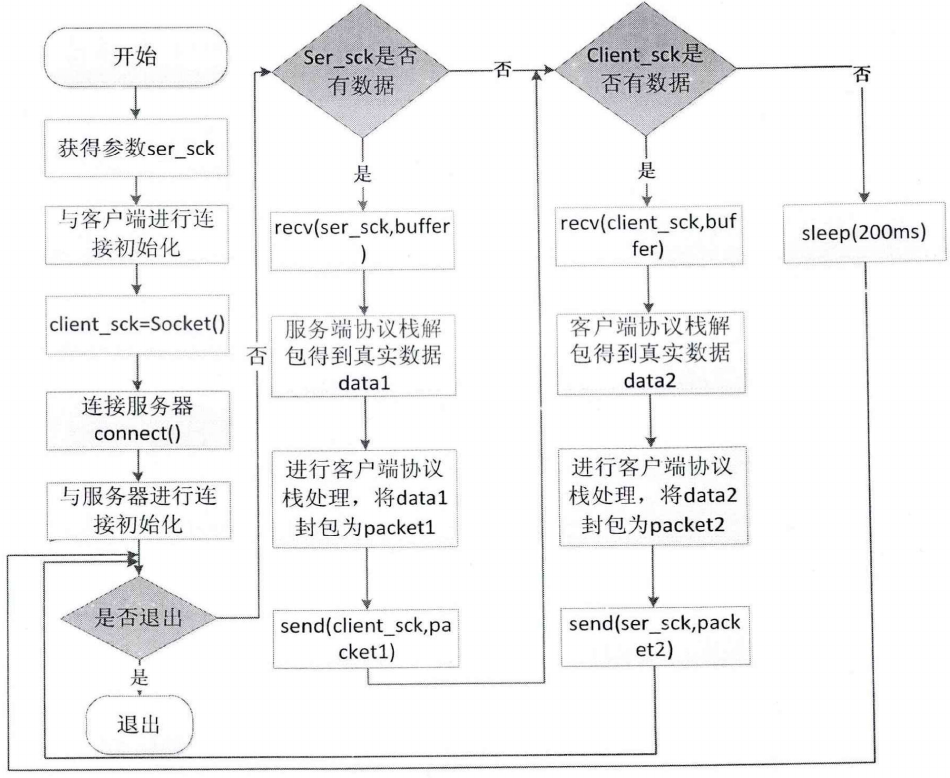 开始
获得参数ser_sck
与客户端进行连
接初始化
client_sck=Socket()
连接服务器
connect()
与服务器进行连
接初始化
是否退出
是
退出
否
Ser_sck是否
有数据
否
是
recv(ser_sck,buffer
)
服务端协议栈解
包得到真实数据
data1
进行客户端协议
栈处理，将data1
封包为packet1
send(client_sck,pa
cket1)
Client_sck是
否有数据
否
是
recv(client_sck,buf
fer)
客户端协议栈解
包得到真实数据
data2
进行客户端协议
栈处理，将data2
封包为packet2
send(ser_sck,pack
et2)
sleep(200ms)